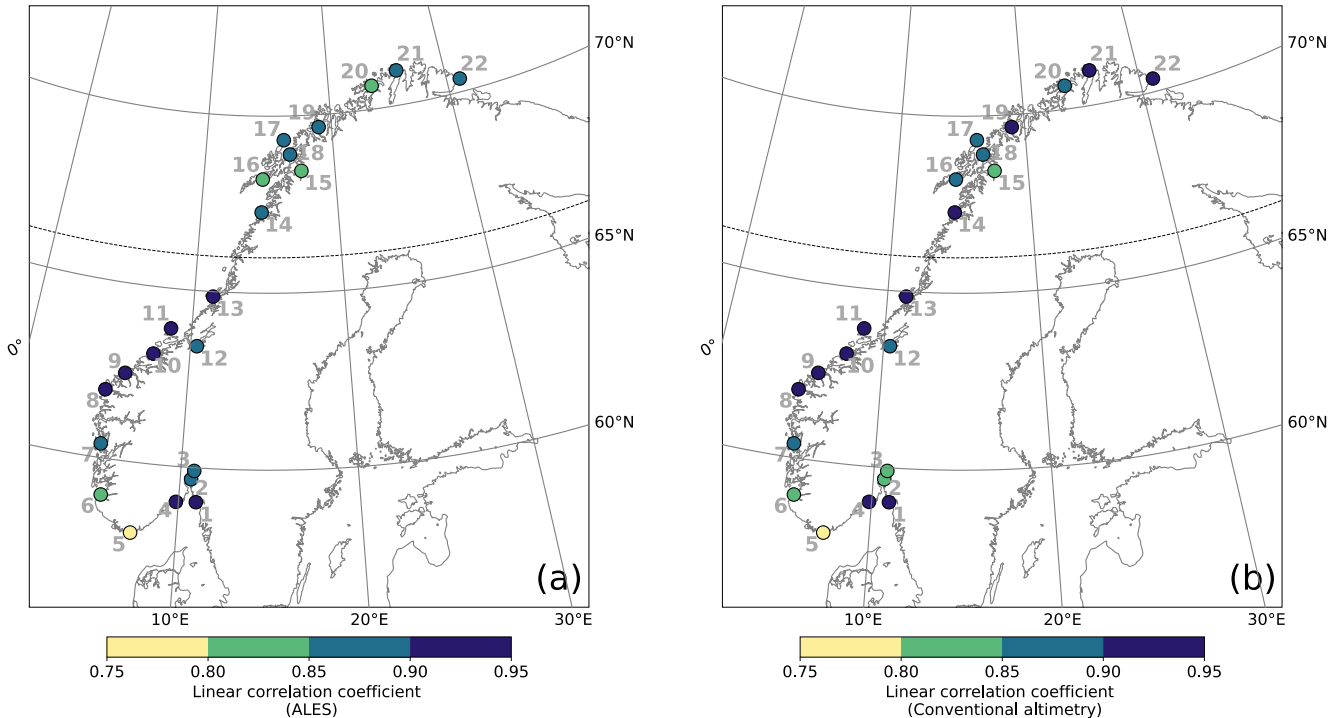 70°N
65°N
60°N
0°
10°E
20°E
30°E
21
22
20
19
17
18
16
15
14
13
11
12
10
9
8
7
3
2
6
4
1
5
(a)
0.75 0.80 0.85 0.90 0.95
Linear correlation coefficient
(ALES)
70°N
65°N
60°N
0°
10°E
20°E
30°E
21
22
20
19
17
18
16
15
14
13
11
12
10
9
8
7
3
2
6
4
1
5
(b)
0.75 0.80 0.85 0.90 0.95
Linear correlation coefficient
(Conventional altimetry)